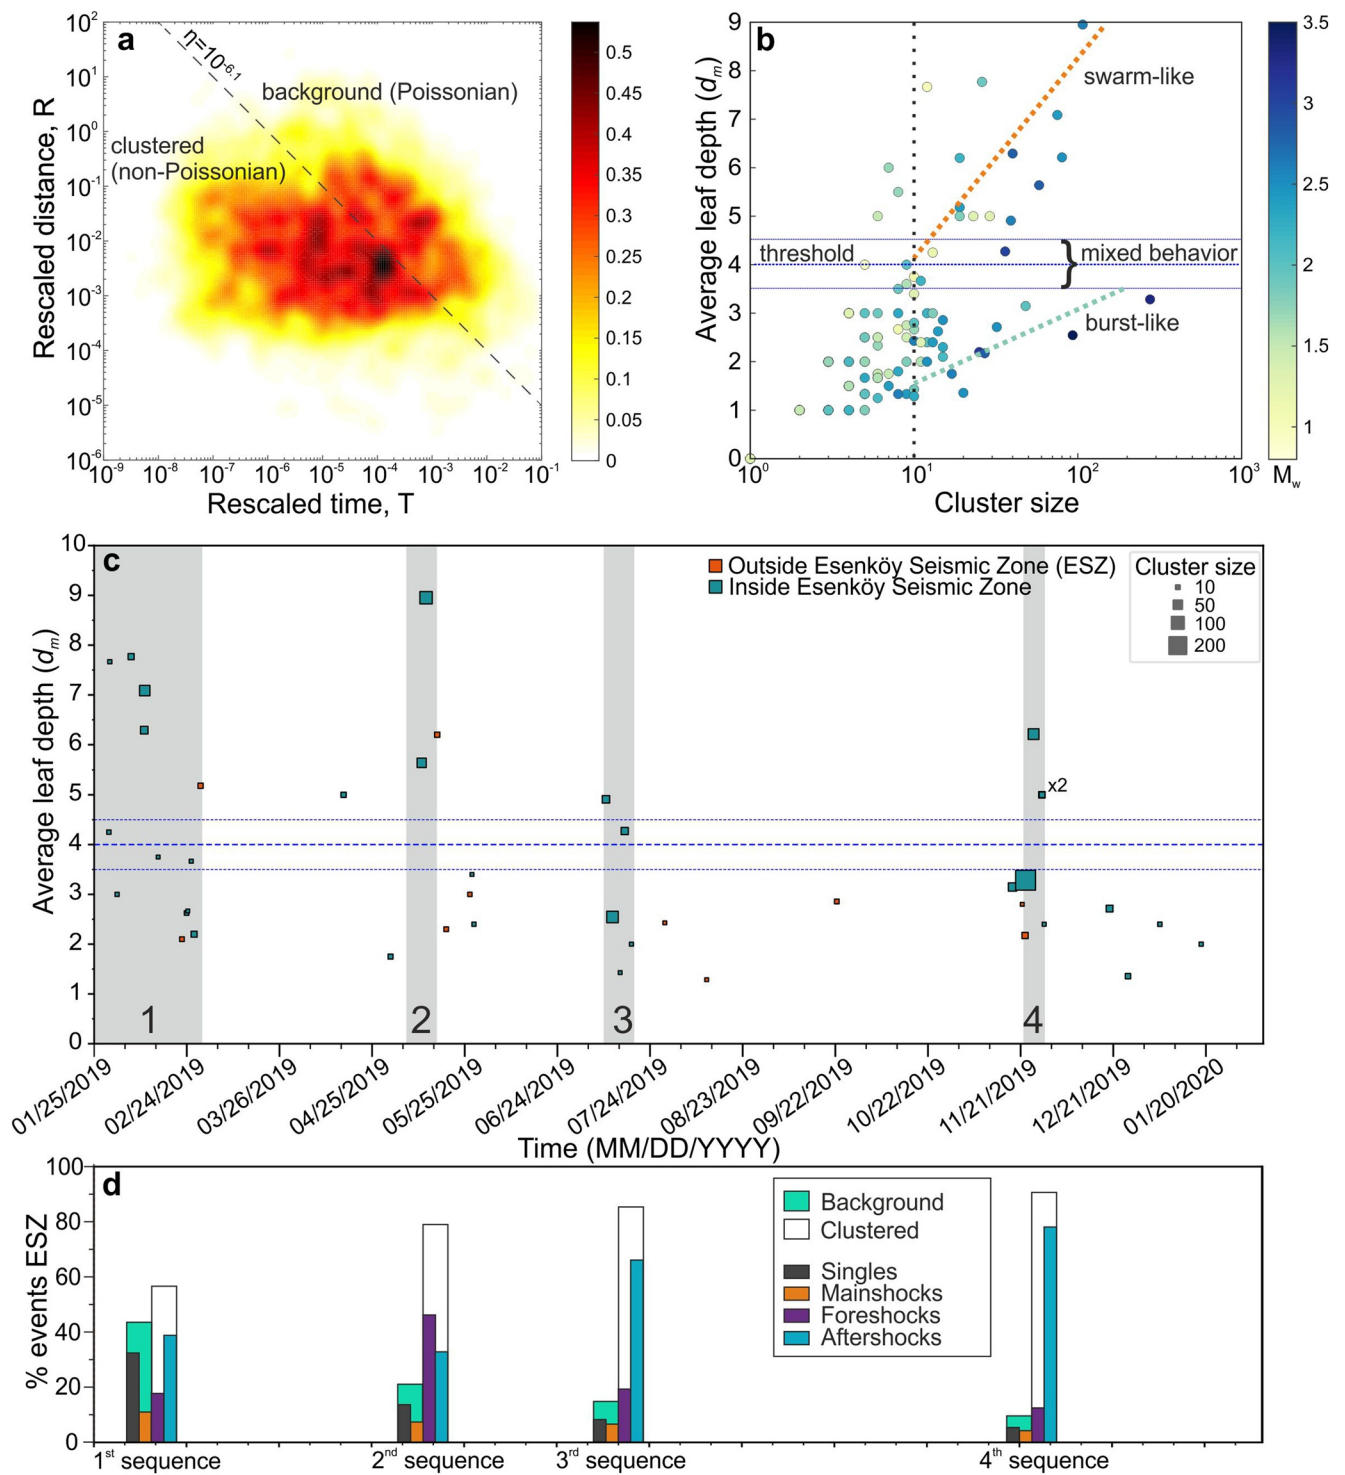 a
η=10^-6.1
background (Poissonian)
clustered
(non-Poissonian)
Rescaled distance, R
10^2
10^1
10^0
10^-1
10^-2
10^-3
10^-4
10^-5
10^-6
10^-9 10^-8 10^-7 10^-6 10^-5 10^-4 10^-3 10^-2 10^-1
Rescaled time, T
0.5
0.45
0.4
0.35
0.3
0.25
0.2
0.15
0.1
0.05
0
b
swarm-like
threshold
mixed behavior
burst-like
Average leaf depth (d_m)
9
8
7
6
5
4
3
2
1
0
10^0 10^1 10^2 10^3
Cluster size
3.5
3
2.5
2
1.5
1
M_w
c
Outside Esenköy Seismic Zone (ESZ)
Inside Esenköy Seismic Zone
Cluster size
10
50
100
200
x2
Average leaf depth (d_m)
10
9
8
7
6
5
4
3
2
1
0
1 2 3 4
01/25/2019 02/24/2019 03/26/2019 04/25/2019 05/25/2019 06/24/2019 07/24/2019 08/23/2019 09/22/2019 10/22/2019 11/21/2019 12/21/2019 01/20/2020
Time (MM/DD/YYYY)
d
Background
Clustered
Singles
Mainshocks
Foreshocks
Aftershocks
% events ESZ
100
80
60
40
20
0
1st sequence 2nd sequence 3rd sequence 4th sequence